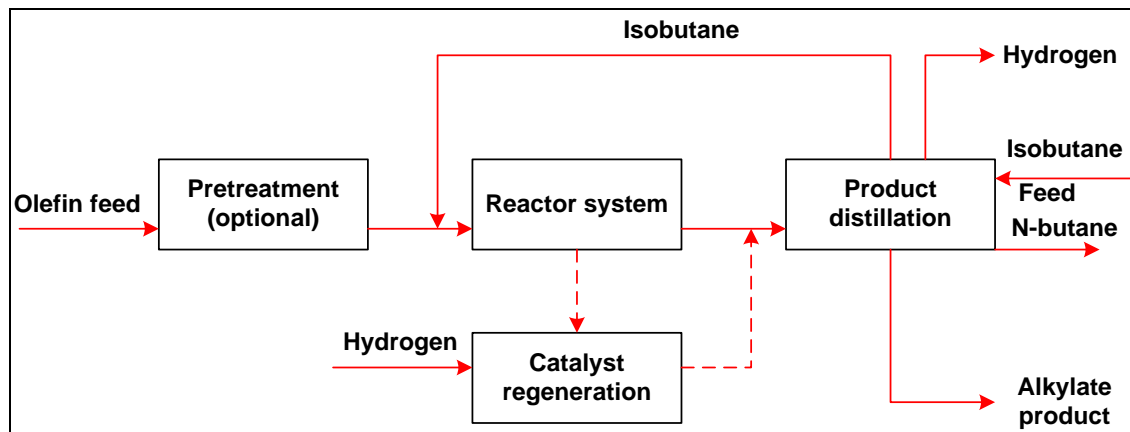 Isobutane
Hydrogen
Isobutane
Feed
Olefin feed
Pretreatment
(optional)
Reactor system
Product
distillation
N-butane
Hydrogen
Catalyst
regeneration
Alkylate
product